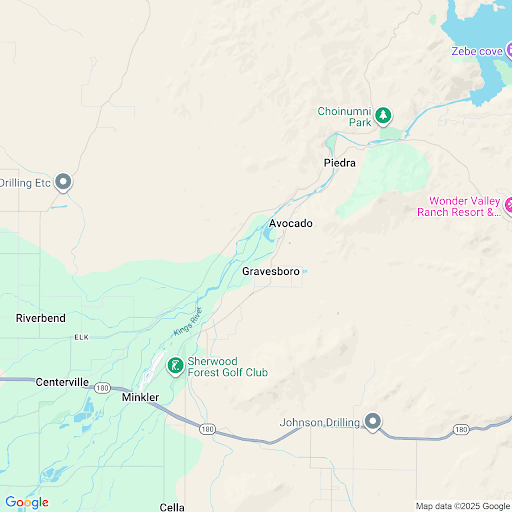 Zebe cove
Choinumni
Park
Piedra
Drilling Etc
Wonder Valley
Ranch Resort &...
Avocado
Gravesboro
Kings River
Riverbend
ELK
Sherwood
Forest Golf Club
Centerville
180
Minkler
180
Johnson Drilling
180
Cella
Google
Map data ©2025 Google